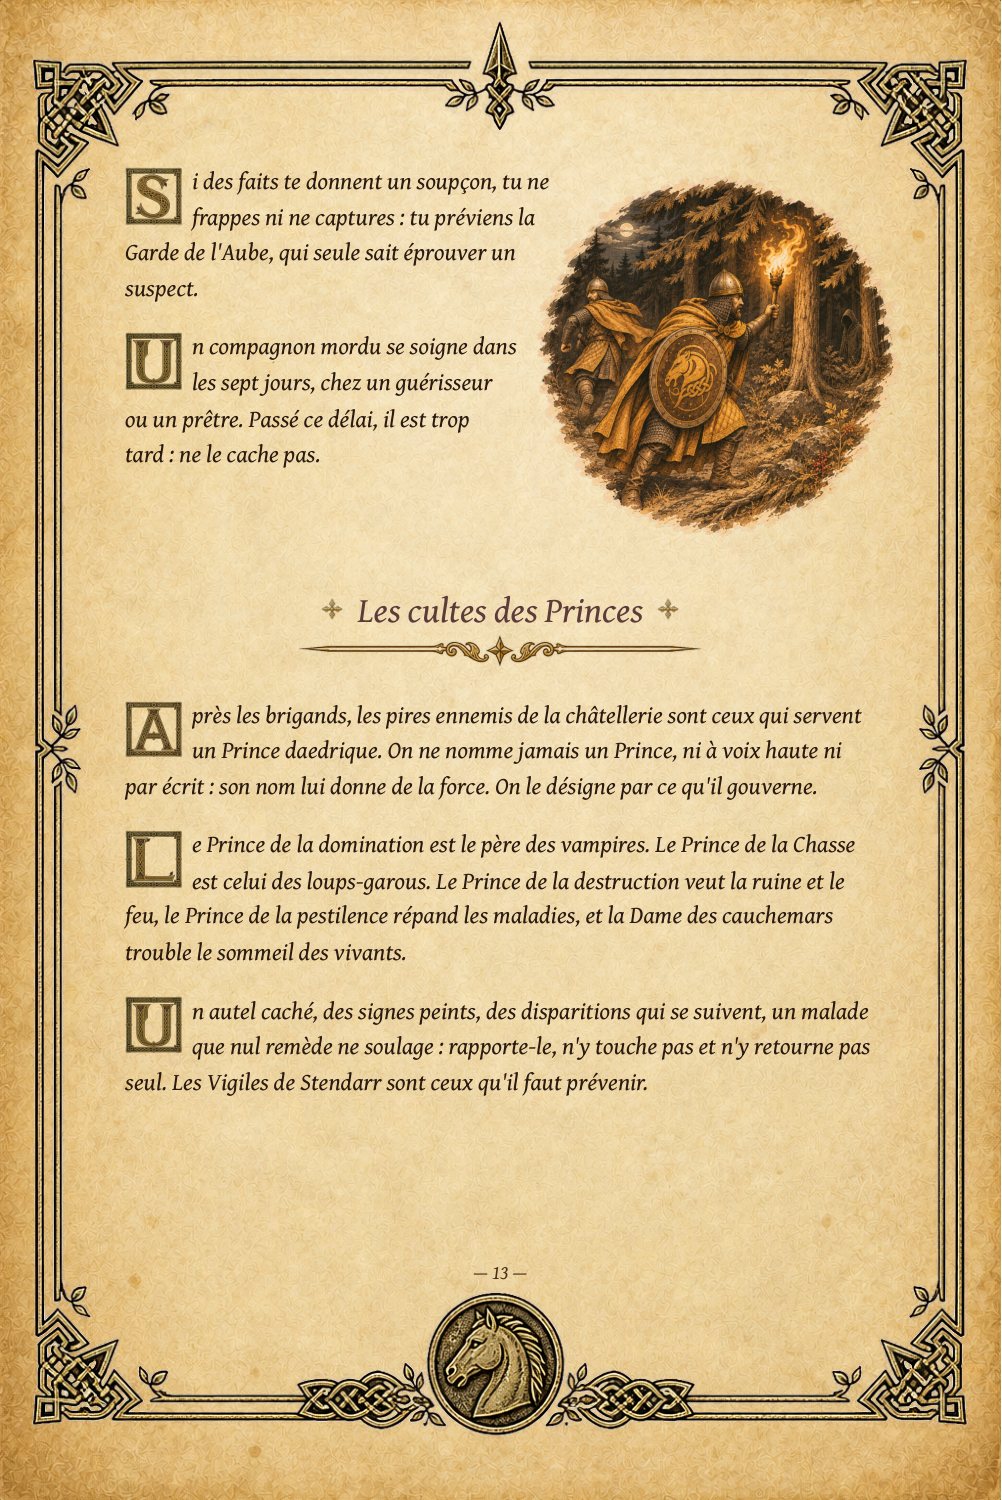 Si des faits te donnent un soupçon, tu ne
frappes ni ne captures : tu préviens la
Garde de l'Aube, qui seule sait éprouver un
suspect.
Un compagnon mordu se soigne dans
les sept jours, chez un guérisseur
ou un prêtre. Passé ce délai, il est trop
tard : ne le cache pas.
Les cultes des Princes
Après les brigands, les pires ennemis de la châtellerie sont ceux qui servent
un Prince daedrique. On ne nomme jamais un Prince, ni à voix haute ni
par écrit : son nom lui donne de la force. On le désigne par ce qu'il gouverne.
Le Prince de la domination est le père des vampires. Le Prince de la Chasse
est celui des loups-garous. Le Prince de la destruction veut la ruine et le
feu, le Prince de la pestilence répand les maladies, et la Dame des cauchemars
trouble le sommeil des vivants.
Un autel caché, des signes peints, des disparitions qui se suivent, un malade
que nul remède ne soulage : rapporte-le, n'y touche pas et n'y retourne pas
seul. Les Vigiles de Stendarr sont ceux qu'il faut prévenir.
— 13 —